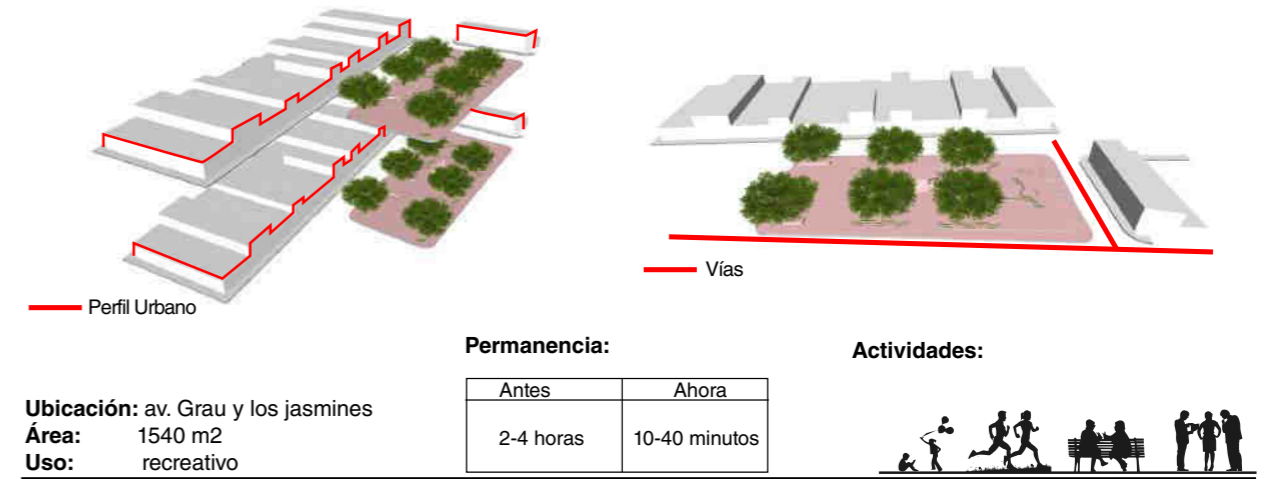 Perfil Urbano
Vías
Ubicación: av. Grau y los jasmines
Área: 1540 m2
Uso: recreativo
Permanencia:
Antes Ahora
2-4 horas 10-40 minutos
Actividades: